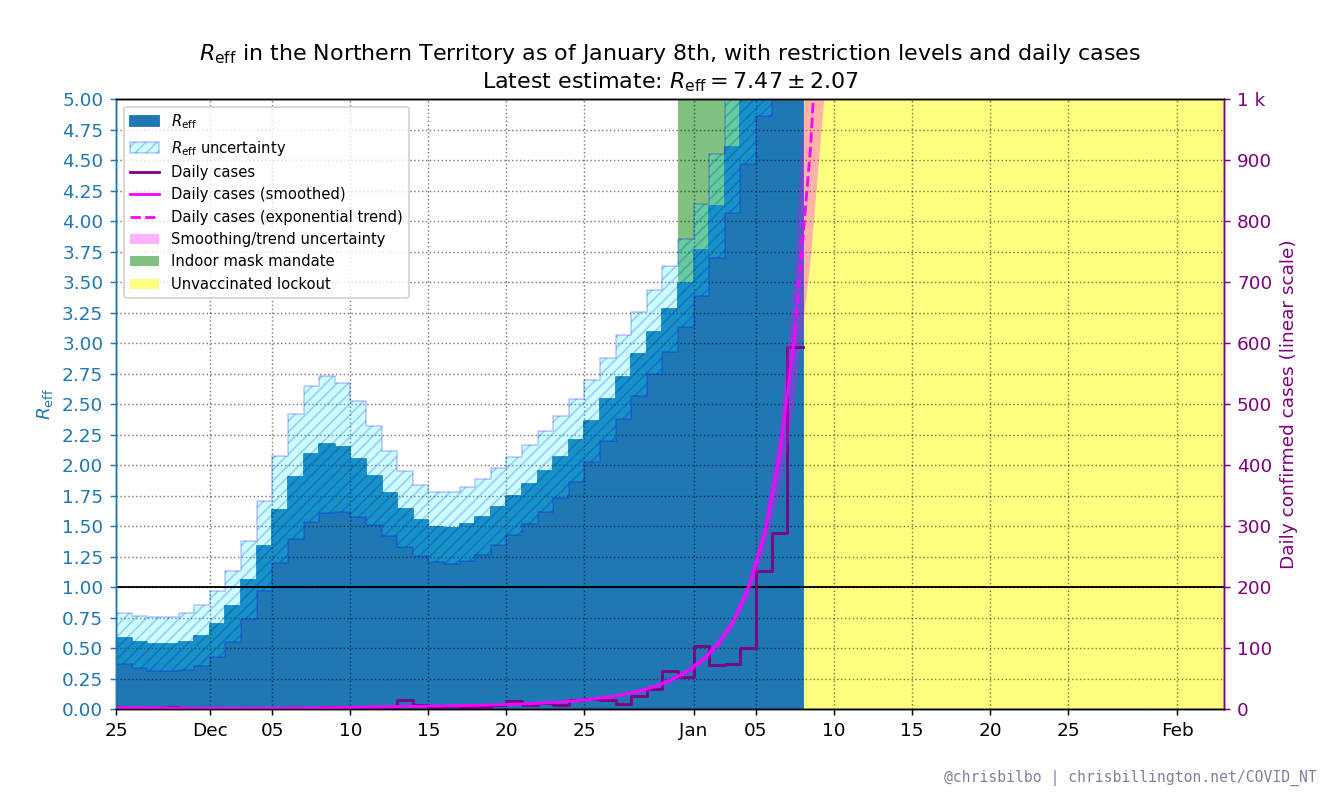 R_eff in the Northern Territory as of January 8th, with restriction levels and daily cases
Latest estimate: R_eff = 7.47 ± 2.07
R_eff
R_eff uncertainty
Daily cases
Daily cases (smoothed)
Daily cases (exponential trend)
Smoothing/trend uncertainty
Indoor mask mandate
Unvaccinated lockout
5.00
4.75
4.50
4.25
4.00
3.75
3.50
3.25
3.00
2.75
2.50
2.25
2.00
1.75
1.50
1.25
1.00
0.75
0.50
0.25
0.00
R_eff
1 k
900
800
700
600
500
400
300
200
100
0
Daily confirmed cases (linear scale)
25 Dec 05 10 15 20 25 Jan 05 10 15 20 25 Feb
@chrisbilbo | chrisbillington.net/COVID_NT